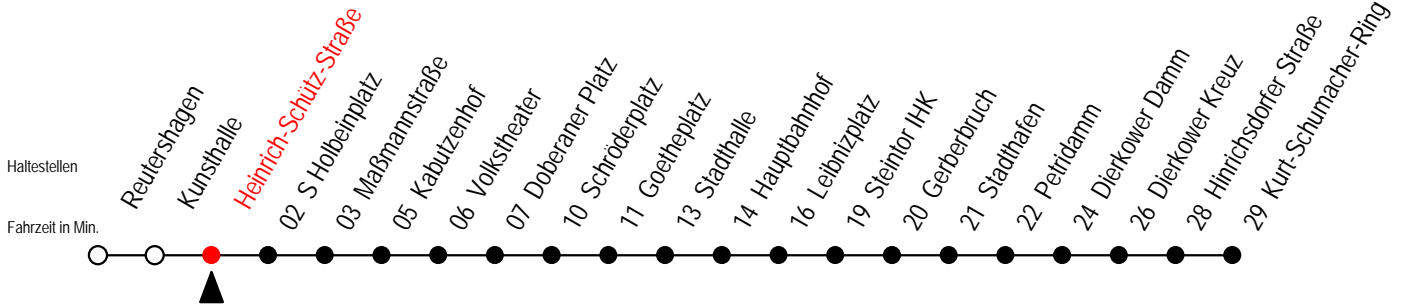 Haltestellen
Fahrzeit in Min.
Reutershagen
Kunsthalle
Heinrich-Schütz-Straße
02 S Holbeinplatz
03 Maßmannstraße
05 Kabutzenhof
06 Volkstheater
07 Doberaner Platz
10 Schröderplatz
11 Goetheplatz
13 Stadthalle
14 Hauptbahnhof
16 Leibnizplatz
19 Steintor IHK
20 Gerberbruch
21 Stadthafen
22 Petridamm
24 Dierkower Damm
26 Dierkower Kreuz
28 Hinrichsdorfer Straße
29 Kurt-Schumacher-Ring